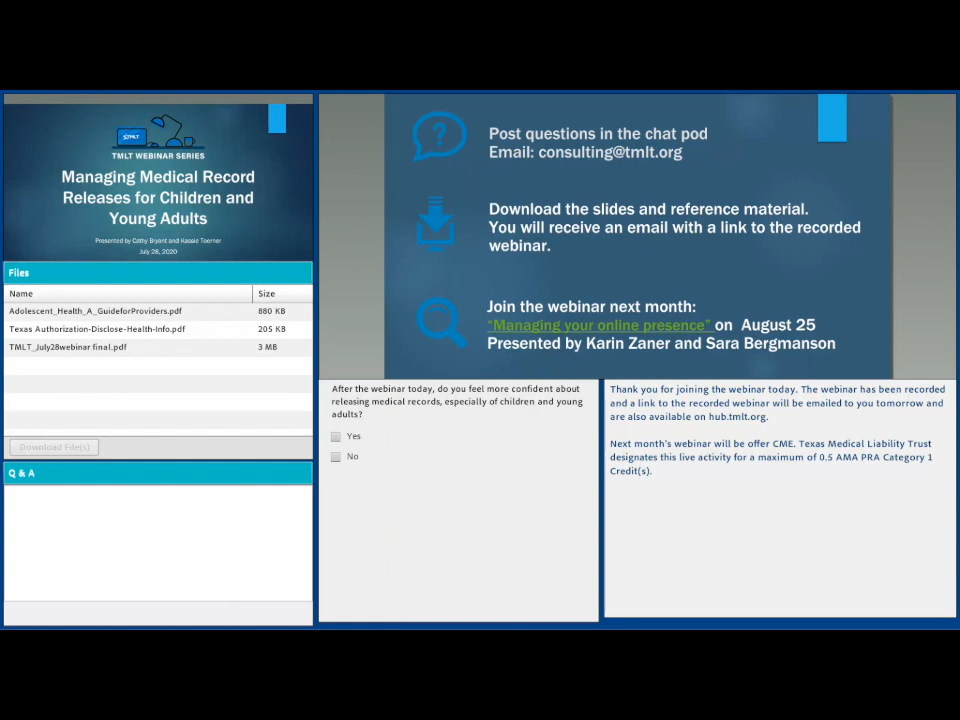 TMLT
TMLT WEBINAR SERIES
Managing Medical Record
Releases for Children and
Young Adults
Presented by Cathy Bryant and Kassie Toerner
July 28, 2020
Files
Name Size
Adolescent_Health_A_GuideforProviders.pdf 880 KB
Texas Authorization-Disclose-Health-Info.pdf 205 KB
TMLT_July28webinar final.pdf 3 MB
Download File(s)
Q & A
?
Post questions in the chat pod
Email: consulting@tmlt.org
Download the slides and reference material.
You will receive an email with a link to the recorded
webinar.
Join the webinar next month:
“Managing your online presence” on August 25
Presented by Karin Zaner and Sara Bergmanson
After the webinar today, do you feel more confident about
releasing medical records, especially of children and young
adults?
Yes
No
Thank you for joining the webinar today. The webinar has been recorded
and a link to the recorded webinar will be emailed to you tomorrow and
are also available on hub.tmlt.org.
Next month's webinar will be offer CME. Texas Medical Liability Trust
designates this live activity for a maximum of 0.5 AMA PRA Category 1
Credit(s).